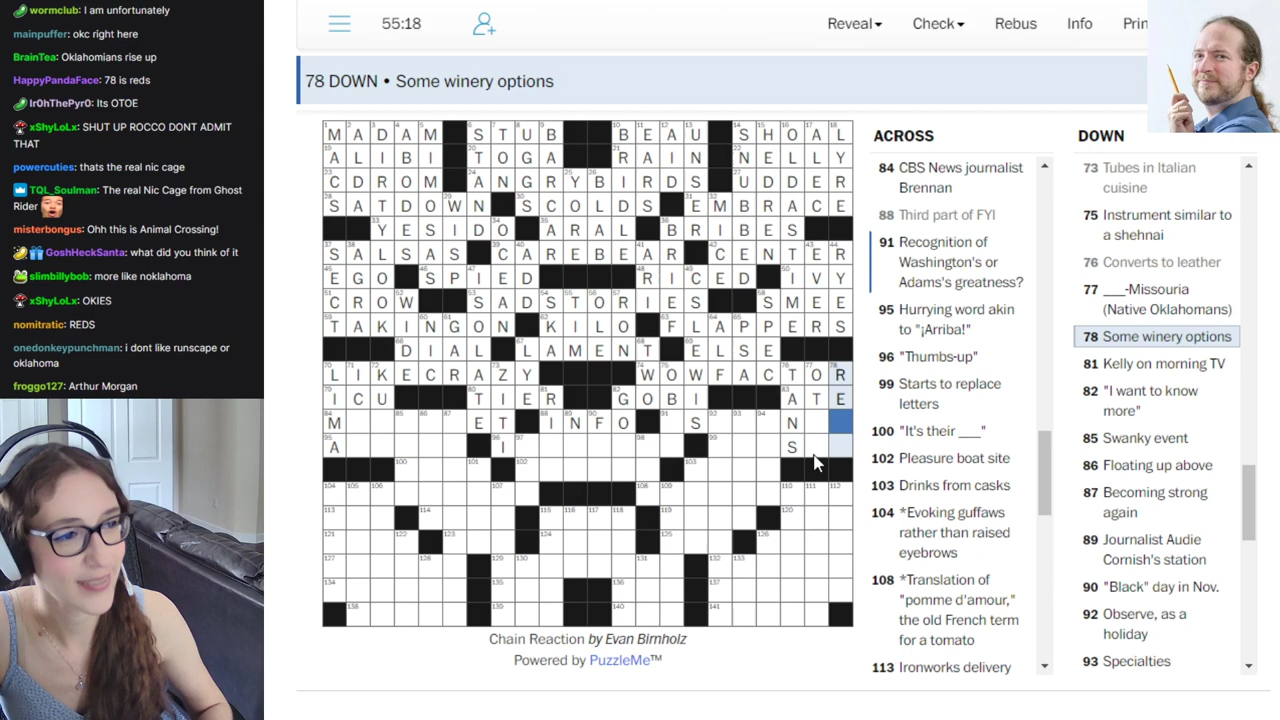 wormclub: I am unfortunately
mainpuffer: okc right here
BrainTea: Oklahomians rise up
HappyPandaFace: 78 is reds
Ir0hThePyr0: Its OTOE
xShyLoLx: SHUT UP ROCCO DONT ADMIT
THAT
powercuties: thats the real nic cage
TQL_Soulman: The real Nic Cage from Ghost
Rider
misterbongus: Ohh this is Animal Crossing!
GoshHeckSanta: what did you think of it
slimbillybob: more like noklahoma
xShyLoLx: OKIES
nomitratic: REDS
onedonkeypunchman: i dont like runscape or
oklahoma
froggo127: Arthur Morgan
55:18
Reveal
Check
Rebus
Info
Prin
78 DOWN • Some winery options
MADAM STUB BEAU SHOAL
ALIBI TOGA RAIN NELLY
CDROM ANGRYBIRDS UDDER
SATDOWN SCOLDS EMBRACE
YESIDO ARAL BRIBES
SALSAS CAREBEAR CENTER
EGO SPIED RICED IVY
CROW SADSTORIES SMEE
TAKINGON KILO FLAPPERS
DIAL LAMENT ELSE
LIKECRAZY WOWFACTOR
ICU TIER GOBI ATE
M ET INFO S N
A I S
Chain Reaction by Evan Birnholz
Powered by PuzzleMe™
ACROSS
84 CBS News journalist
Brennan
88 Third part of FYI
91 Recognition of
Washington's or
Adams's greatness?
95 Hurrying word akin
to "¡Arriba!"
96 "Thumbs-up"
99 Starts to replace
letters
100 "It's their ___"
102 Pleasure boat site
103 Drinks from casks
104 *Evoking guffaws
rather than raised
eyebrows
108 *Translation of
"pomme d'amour,"
the old French term
for a tomato
113 Ironworks delivery
DOWN
73 Tubes in Italian
cuisine
75 Instrument similar to
a shehnai
76 Converts to leather
77 ___-Missouria
(Native Oklahomans)
78 Some winery options
81 Kelly on morning TV
82 "I want to know
more"
85 Swanky event
86 Floating up above
87 Becoming strong
again
89 Journalist Audie
Cornish's station
90 "Black" day in Nov.
92 Observe, as a
holiday
93 Specialties